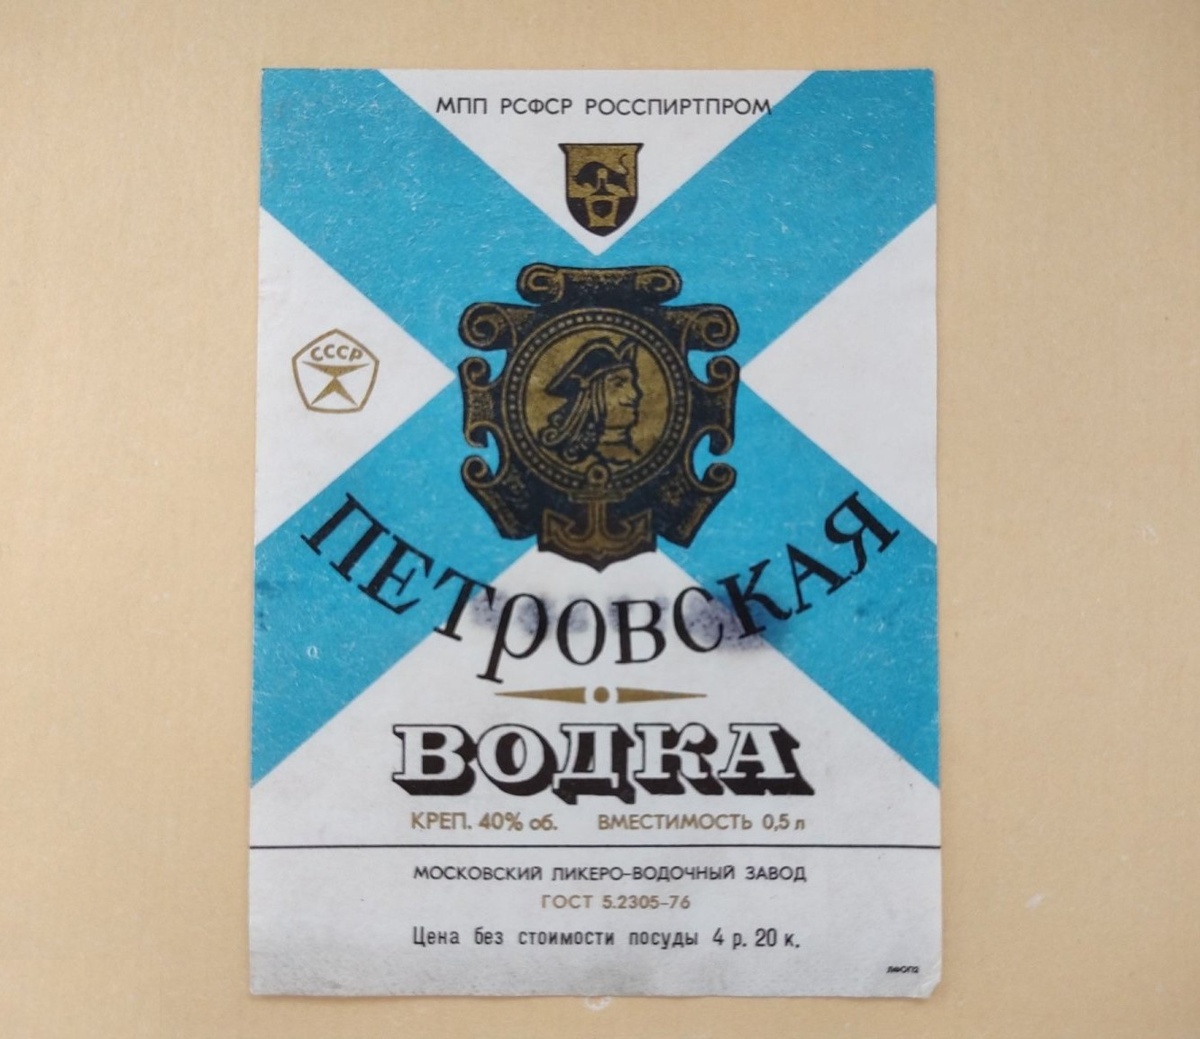 МПП РСФСР РОССПИРТПРОМ
СССР
ПЕТРОВСКАЯ
ВОДКА
КРЕП. 40% об. ВМЕСТИМОСТЬ 0,5 л
МОСКОВСКИЙ ЛИКЕРО-ВОДОЧНЫЙ ЗАВОД
ГОСТ 5.2305-76
Цена без стоимости посуды 4 р. 20 к.